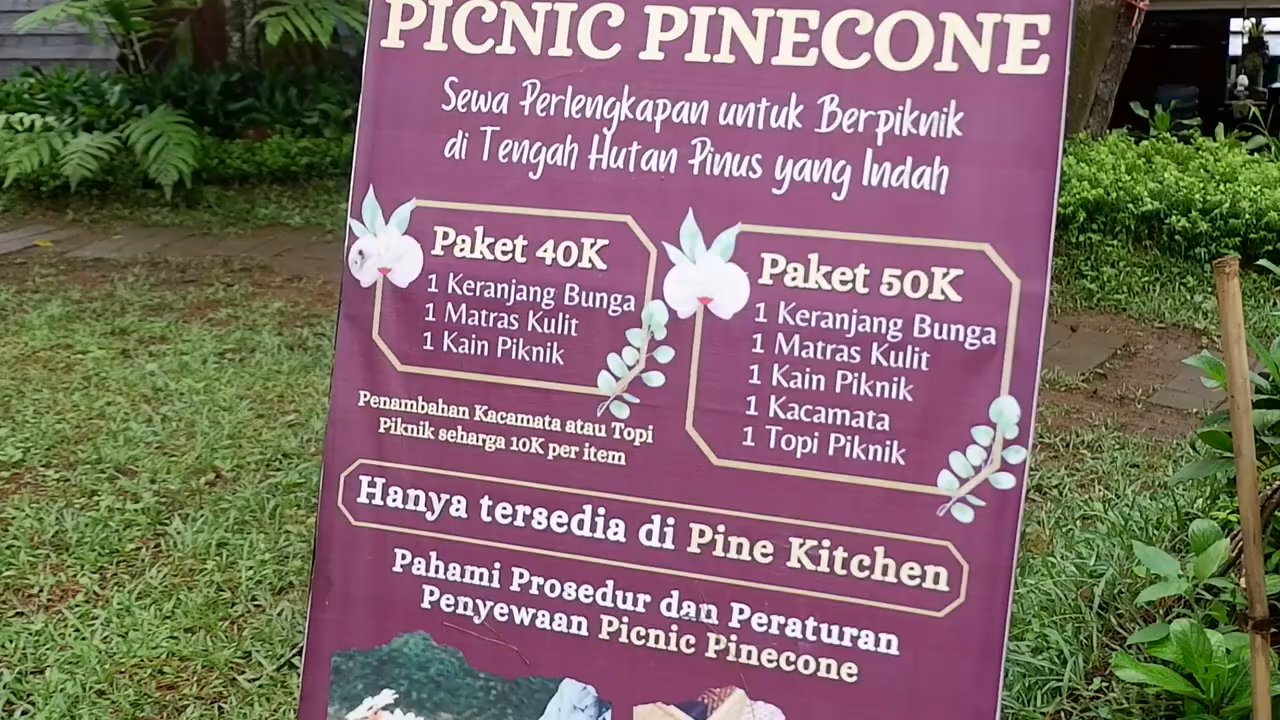 PICNIC PINECONE
Sewa Perlengkapan untuk Berpiknik
di Tengah Hutan Pinus yang Indah
Paket 40K
1 Keranjang Bunga
1 Matras Kulit
1 Kain Piknik
Penambahan Kacamata atau Topi
Piknik seharga 10K per item
Paket 50K
1 Keranjang Bunga
1 Matras Kulit
1 Kain Piknik
1 Kacamata
1 Topi Piknik
Hanya tersedia di Pine Kitchen
Pahami Prosedur dan Peraturan
Penyewaan Picnic Pinecone